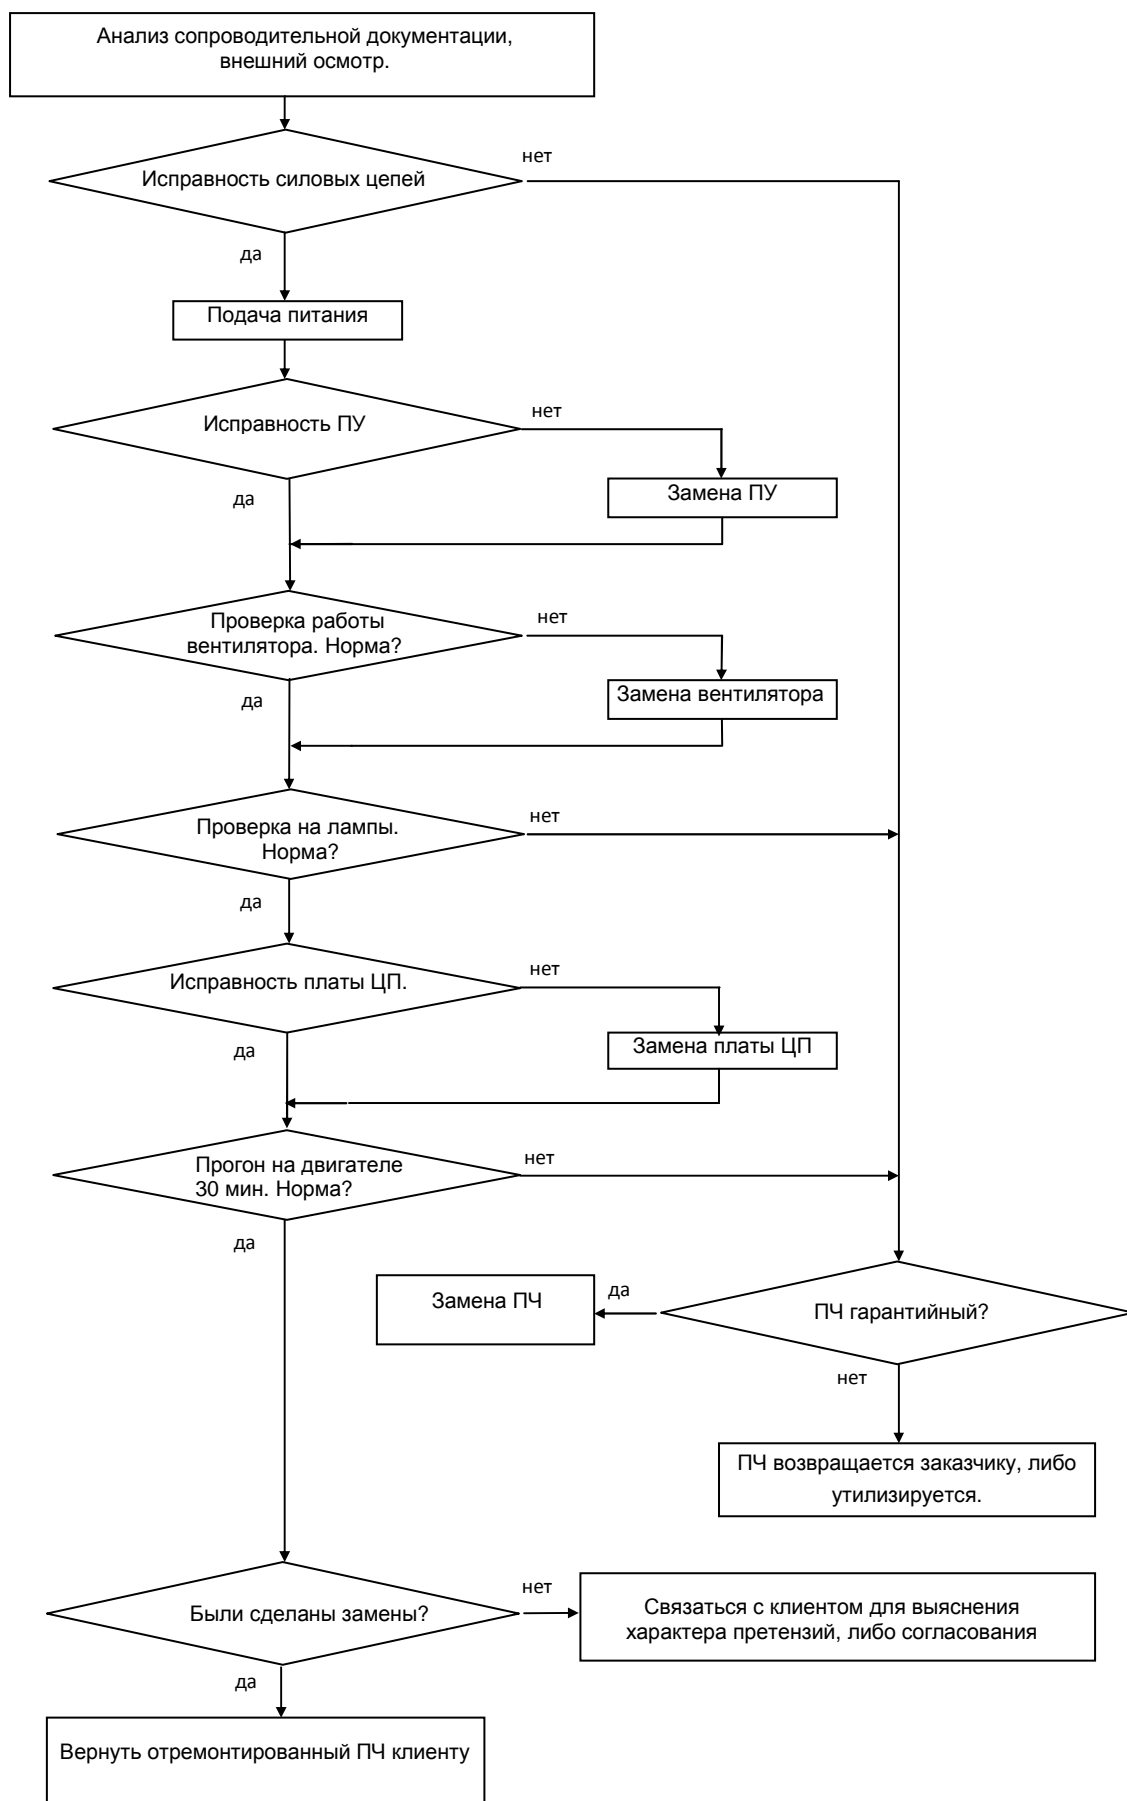 Анализ сопроводительной документации,
внешний осмотр.
нет
Исправность силовых цепей
да
Подача питания
нет
Исправность ПУ
да
Замена ПУ
нет
Проверка работы
вентилятора. Норма?
да
Замена вентилятора
нет
Проверка на лампы.
Норма?
да
нет
Исправность платы ЦП.
да
Замена платы ЦП
нет
Прогон на двигателе
30 мин. Норма?
да
Замена ПЧ
да
ПЧ гарантийный?
нет
ПЧ возвращается заказчику, либо
утилизируется.
нет
Были сделаны замены?
Связаться с клиентом для выяснения
характера претензий, либо согласования
да
Вернуть отремонтированный ПЧ клиенту